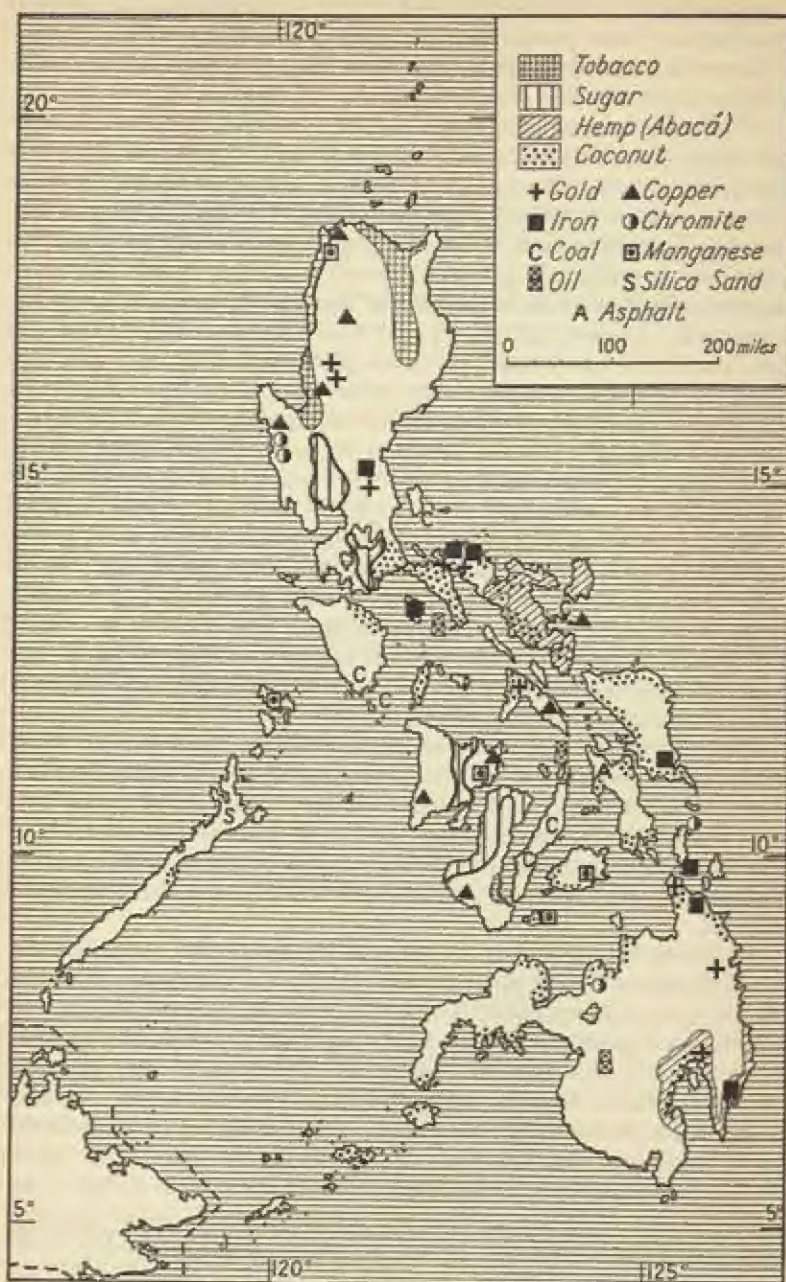 120°
20°
Tobacco
Sugar
Hemp (Abacá)
Coconut
Gold Copper
Iron Chromite
C Coal Manganese
Oil S Silica Sand
A Asphalt
0 100 200 miles
15° 15°
C
C
C
A
S
C
10° 10°
C
5° 5°
120° 125°